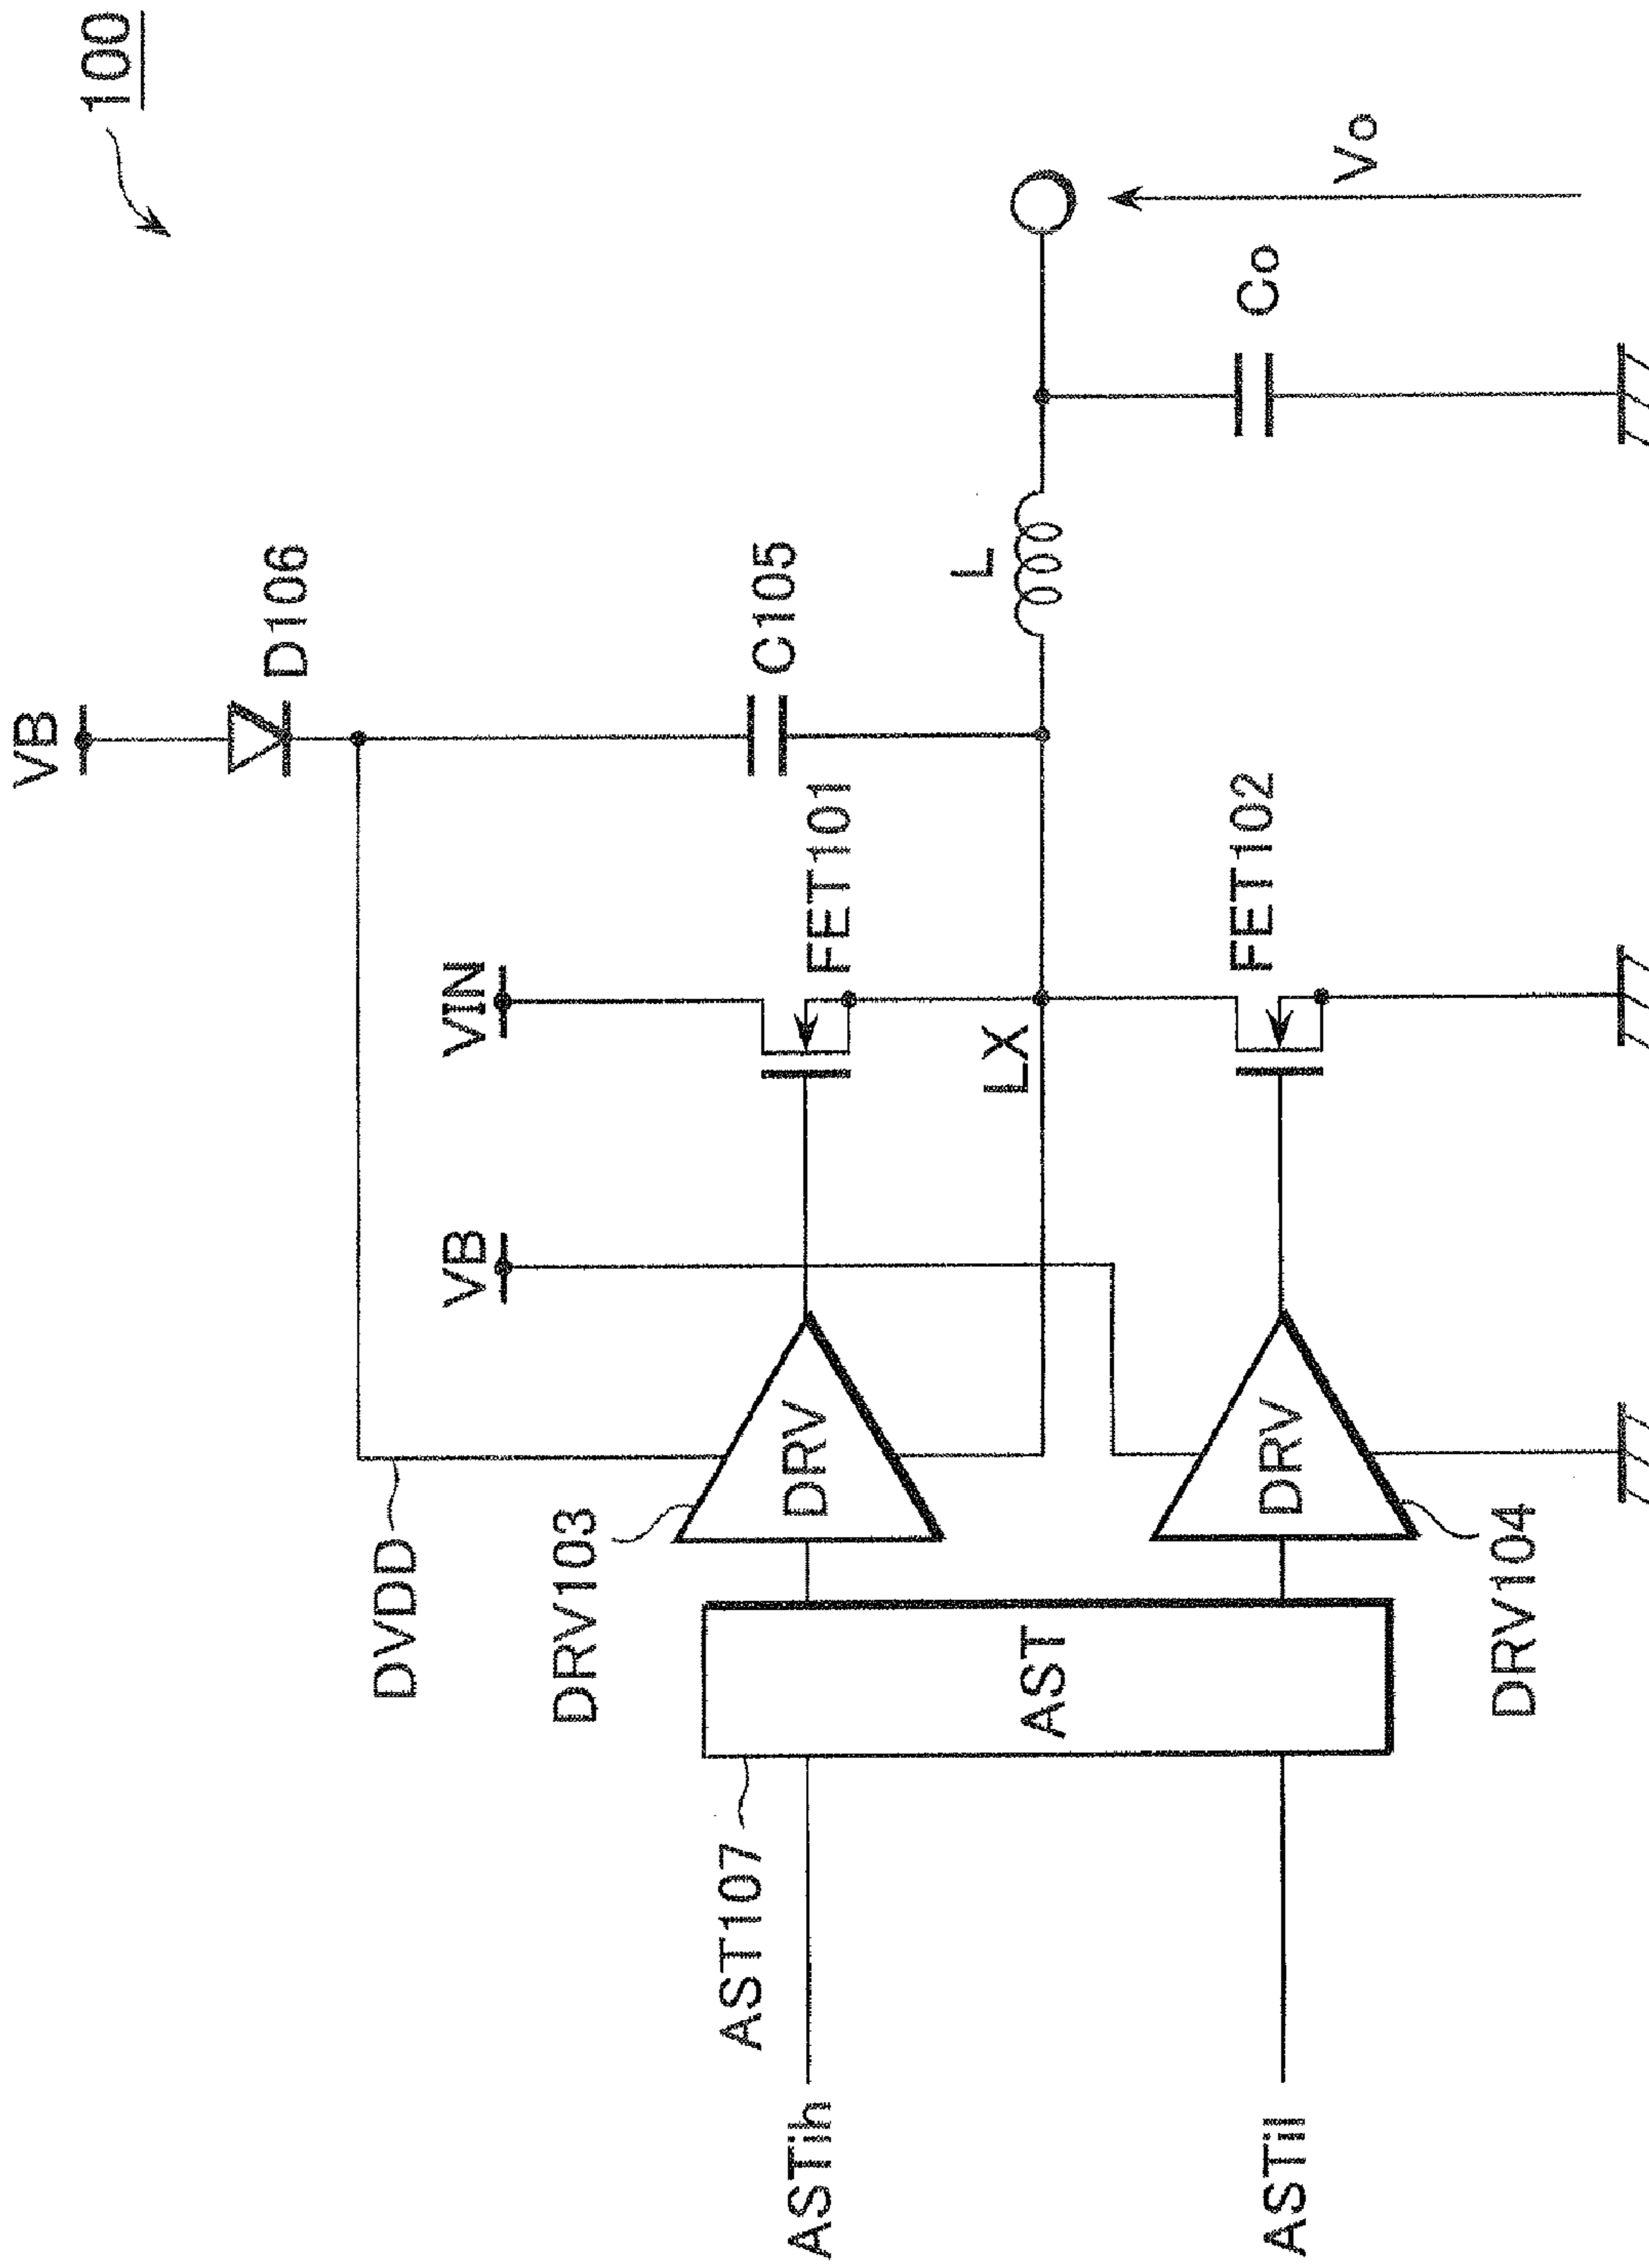 100
VB
D106
DVDD
VB
VIN
C105
DRV103
FET101
DRV
AST107
ASTih
LX
L
AST
Vo
Co
FET102
DRV
ASTil
DRV104